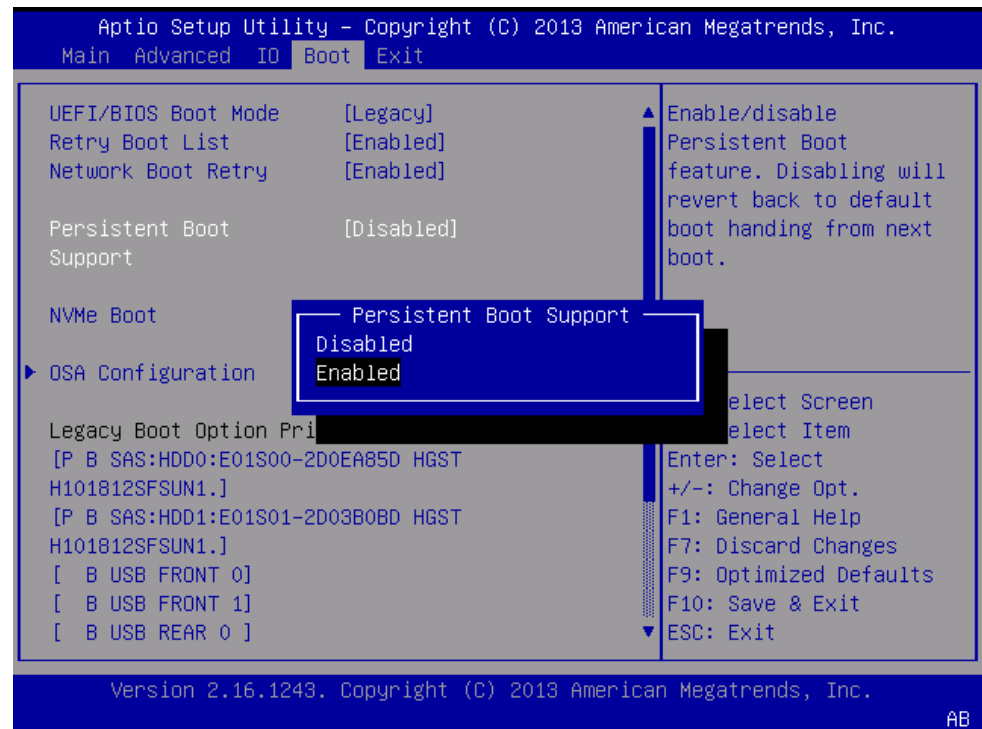 Aptio Setup Utility – Copyright (C) 2013 American Megatrends, Inc.
Main Advanced IO Boot Exit
UEFI/BIOS Boot Mode [Legacy]
Retry Boot List [Enabled]
Network Boot Retry [Enabled]
Persistent Boot [Disabled]
Support
NVMe Boot
OSA Configuration
Legacy Boot Option Pri
[P B SAS:HDD0:E01S00-2D0EA85D HGST
H101812SFSUN1.]
[P B SAS:HDD1:E01S01-2D03B0BD HGST
H101812SFSUN1.]
[ B USB FRONT 0]
[ B USB FRONT 1]
[ B USB REAR 0 ]
Persistent Boot Support
Disabled
Enabled
Enable/disable
Persistent Boot
feature. Disabling will
revert back to default
boot handing from next
boot.
elect Screen
elect Item
Enter: Select
+/-: Change Opt.
F1: General Help
F7: Discard Changes
F9: Optimized Defaults
F10: Save & Exit
ESC: Exit
Version 2.16.1243. Copyright (C) 2013 American Megatrends, Inc.
AB